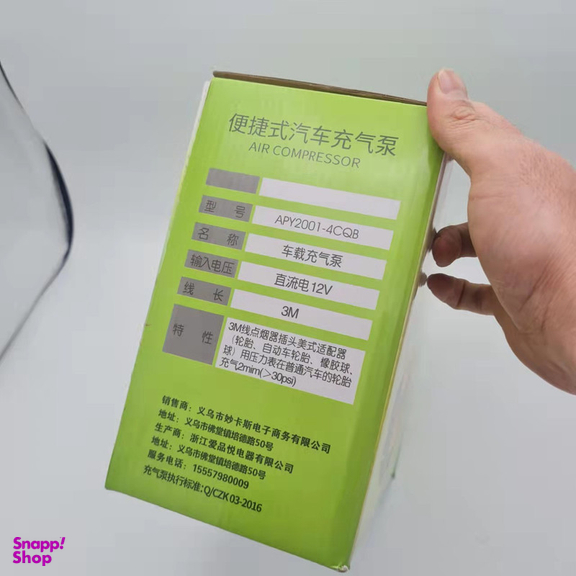 便捷式汽车充气泵
AIR COMPRESSOR
型 号 APY2001-4CQB
名 称 车载充气泵
输入电压 直流电12V
线 长 3M
特 性
3M线点烟器插头美式适配器
（轮胎、自动车轮胎、橡胶球、
球）用压力表在普通汽车的轮胎
充气2mim(＞30psi)
销售商：义乌市妙卡斯电子商务有限公司
地址：义乌市佛堂镇培德路50号
生产商：浙江爱品悦电器有限公司
地址：义乌市佛堂镇培德路50号
服务电话：15557980009
充气泵执行标准：Q/CZK 03-2016
Snapp!
Shop